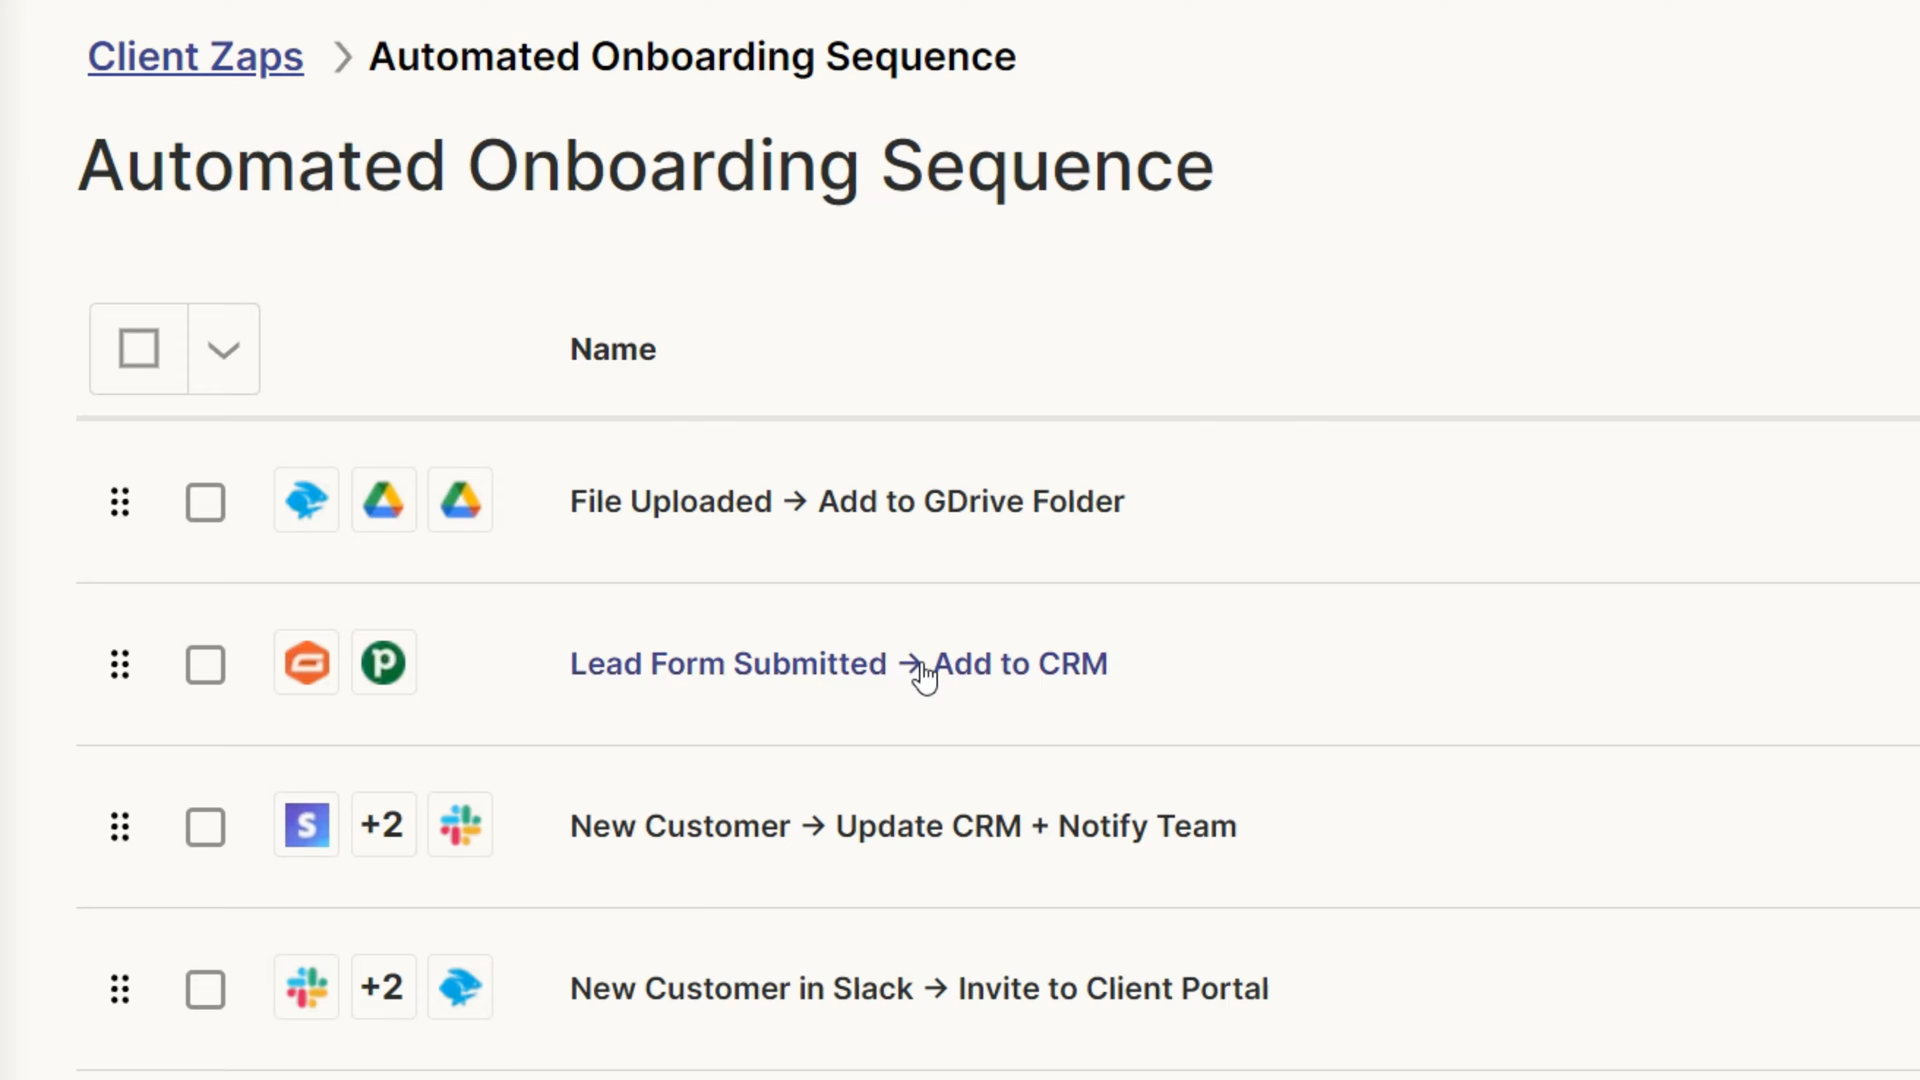 Client Zaps > Automated Onboarding Sequence
Automated Onboarding Sequence
Name
File Uploaded → Add to GDrive Folder
Lead Form Submitted → Add to CRM
S +2 New Customer → Update CRM + Notify Team
+2 New Customer in Slack → Invite to Client Portal